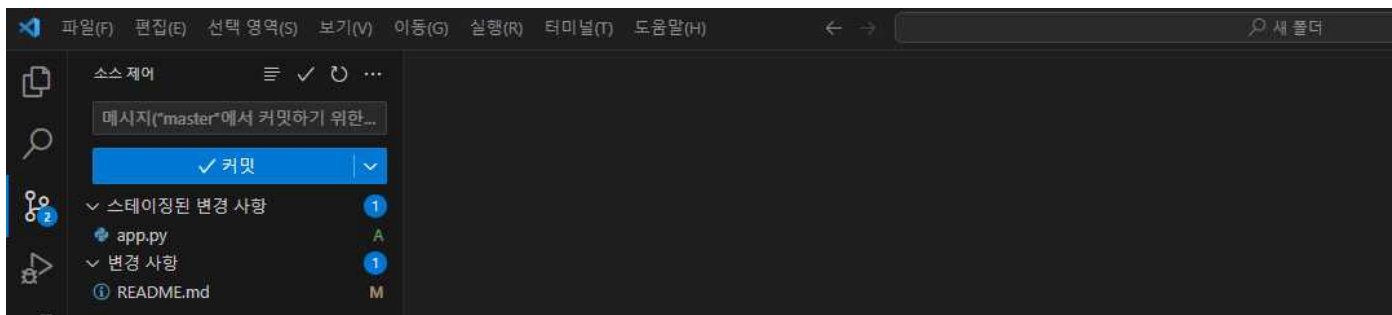 파일(F) 편집(E) 선택 영역(S) 보기(V) 이동(G) 실행(R) 터미널(T) 도움말(H) 새 폴더
소스 제어
메시지("master"에서 커밋하기 위한...
커밋
2
스테이징된 변경 사항 1
app.py A
변경 사항 1
README.md M